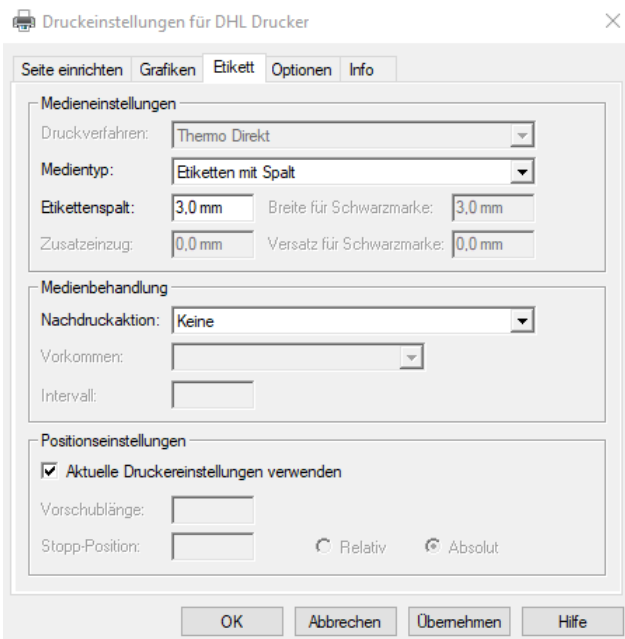 Druckeinstellungen für DHL Drucker
Seite einrichten Grafiken Etikett Optionen Info
Medieneinstellungen
Druckverfahren: Thermo Direkt
Medientyp: Etiketten mit Spalt
Etikettenspalt: 3,0 mm Breite für Schwarzmarke: 3,0 mm
Zusatzeinzug: 0,0 mm Versatz für Schwarzmarke: 0,0 mm
Medienbehandlung
Nachdruckaktion: Keine
Vorkommen:
Intervall:
Positionseinstellungen
Aktuelle Druckereinstellungen verwenden
Vorschublänge:
Stopp-Position: Relativ Absolut
OK Abbrechen Übernehmen Hilfe